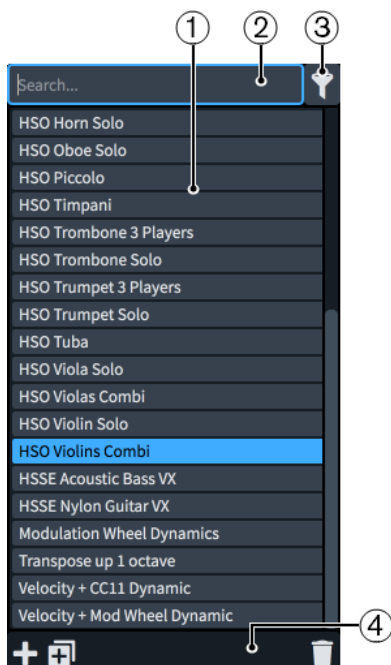 ① ② ③
Search...
HSO Horn Solo
HSO Oboe Solo
HSO Piccolo
HSO Timpani
HSO Trombone 3 Players
HSO Trombone Solo
HSO Trumpet 3 Players
HSO Trumpet Solo
HSO Tuba
HSO Viola Solo
HSO Violas Combi
HSO Violin Solo
HSO Violins Combi
HSSE Acoustic Bass VX
HSSE Nylon Guitar VX
Modulation Wheel Dynamics
Transpose up 1 octave
Velocity + CC11 Dynamic
Velocity + Mod Wheel Dynamic
④